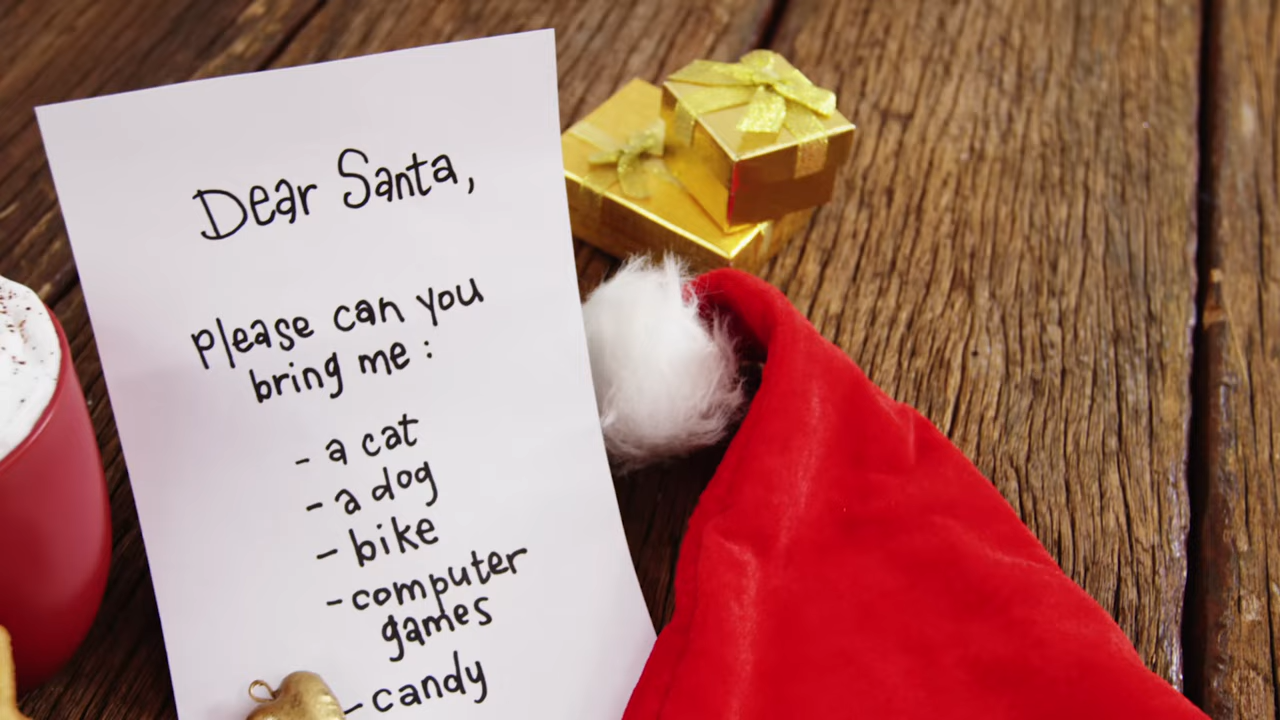 Dear Santa,
please can you
bring me :
- a cat
- a dog
- bike
- computer
games
- candy